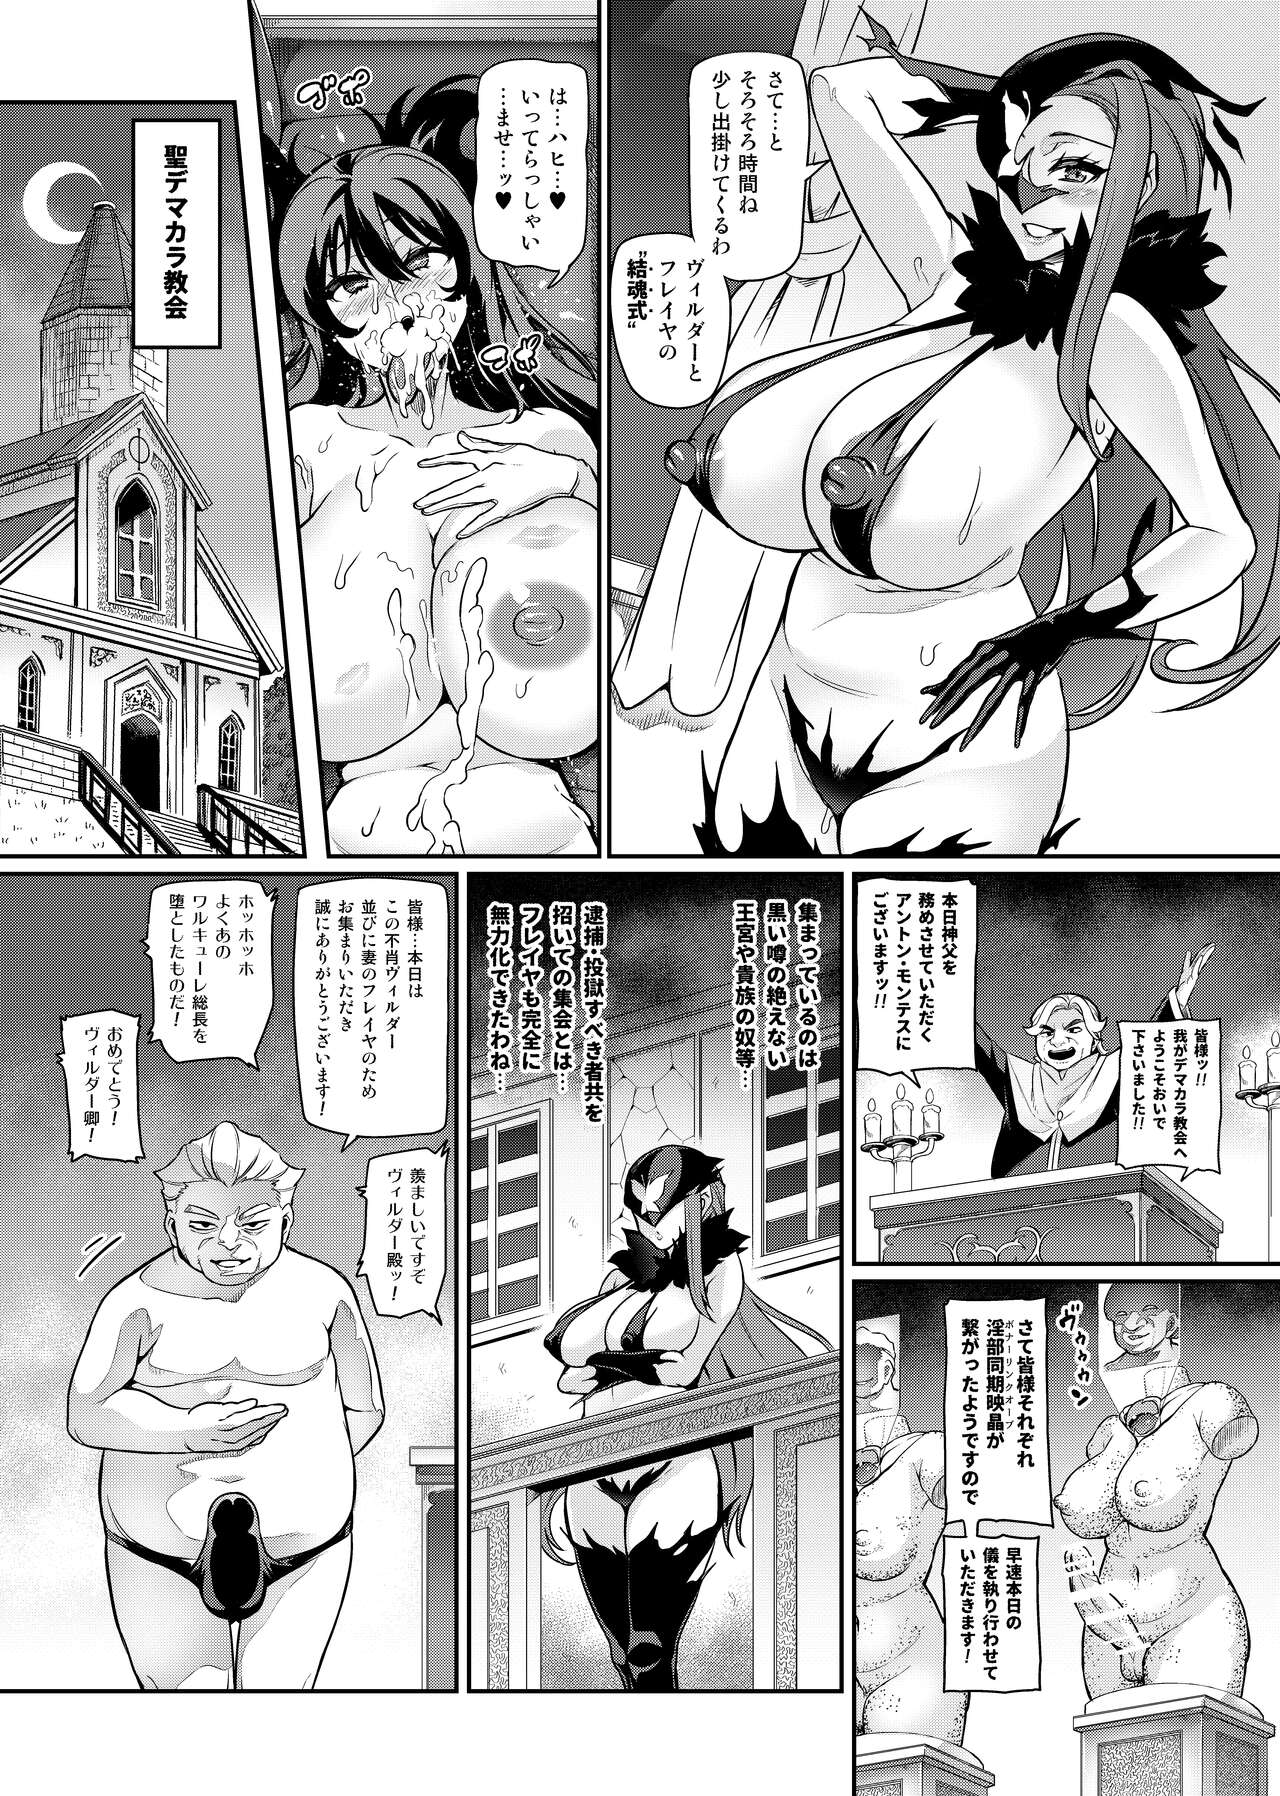 さて…と
そろそろ時間ね
少し出掛けてくるわ
ヴィルダーと
フレイヤの
〝結魂式〟
は…ハヒ…♥
いってらっしゃい
…ませ…ッ♥
聖デマカラ教会
皆様ッ!!
我がデマカラ教会へ
ようこそおいで
下さいました!!
本日神父を
務めさせていただく
アントン・モンテスに
ございますッ!!
ヴゥゥゥン
さて皆様それぞれ
淫部同期映晶が
ボナーリンクオーブ
繋がったようですので
早速本日の
儀を執り行わせて
いただきます!
集まっているのは
黒い噂の絶えない
王宮や貴族の奴等…
逮捕・投獄すべき者共を
招いての集会とは…
フレイヤも完全に
無力化できたわね…
皆様…本日は
この不肖ヴィルダー
並びに妻のフレイヤのため
お集まりいただき
誠にありがとうございます!
羨ましいですぞ
ヴィルダー殿ッ!
ホッホッホ
よくあの
ワルキューレ総長を
堕としたものだ!
おめでとう!
ヴィルダー卿!